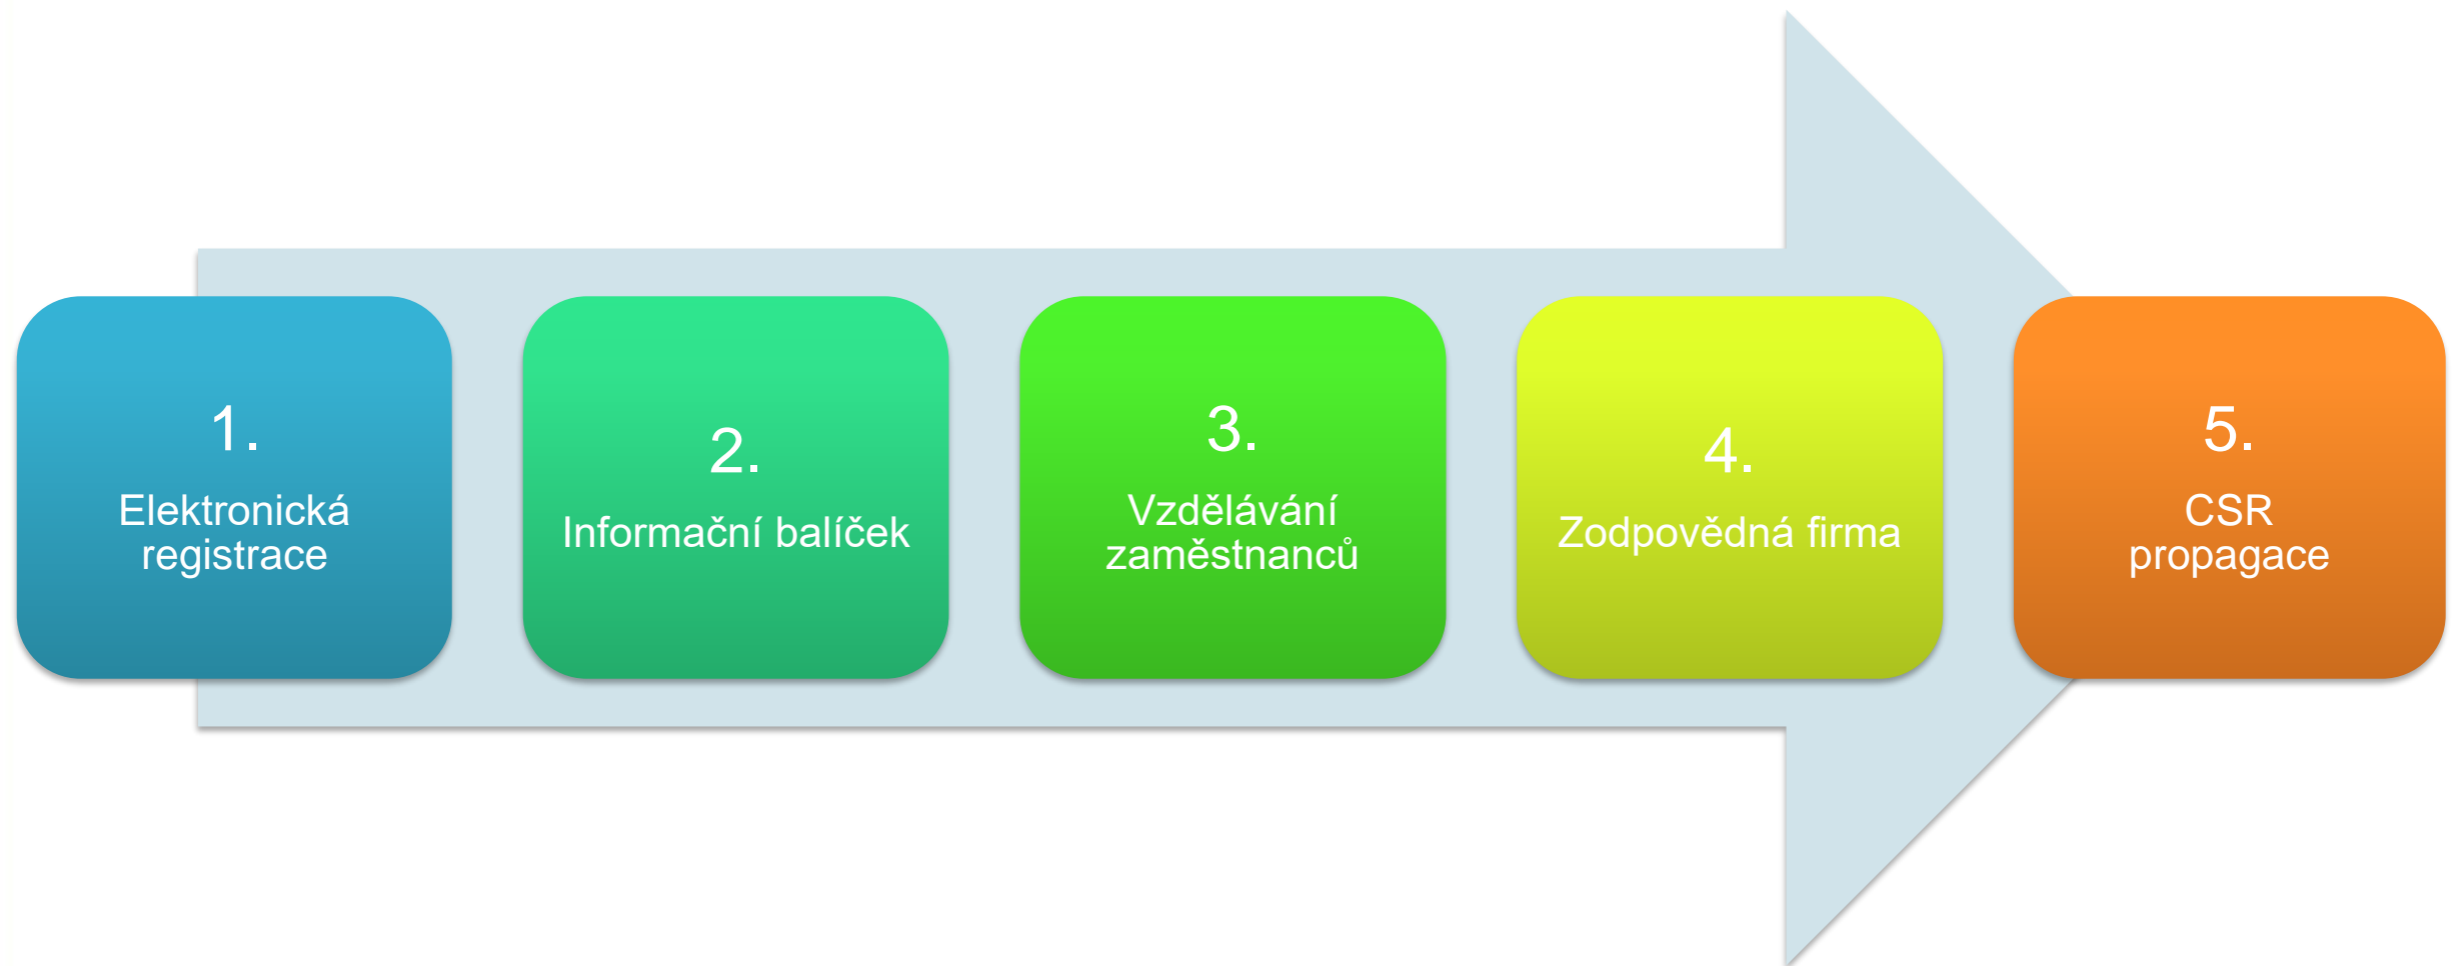 1.
Elektronická
registrace
2.
Informační balíček
3.
Vzdělávání
zaměstnanců
4.
Zodpovědná firma
5.
CSR
propagace